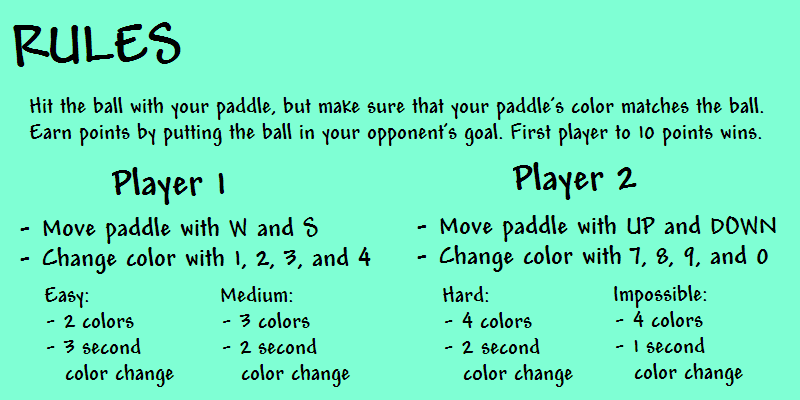 RULES
Hit the ball with your paddle, but make sure that your paddle's color matches the ball.
Earn points by putting the ball in your opponent's goal. First player to 10 points wins.
Player 1
- Move paddle with W and S
- Change color with 1, 2, 3, and 4
Player 2
- Move paddle with UP and DOWN
- Change color with 7, 8, 9, and 0
Easy:
- 2 colors
- 3 second
color change
Medium:
- 3 colors
- 2 second
color change
Hard:
- 4 colors
- 2 second
color change
Impossible:
- 4 colors
- 1 second
color change